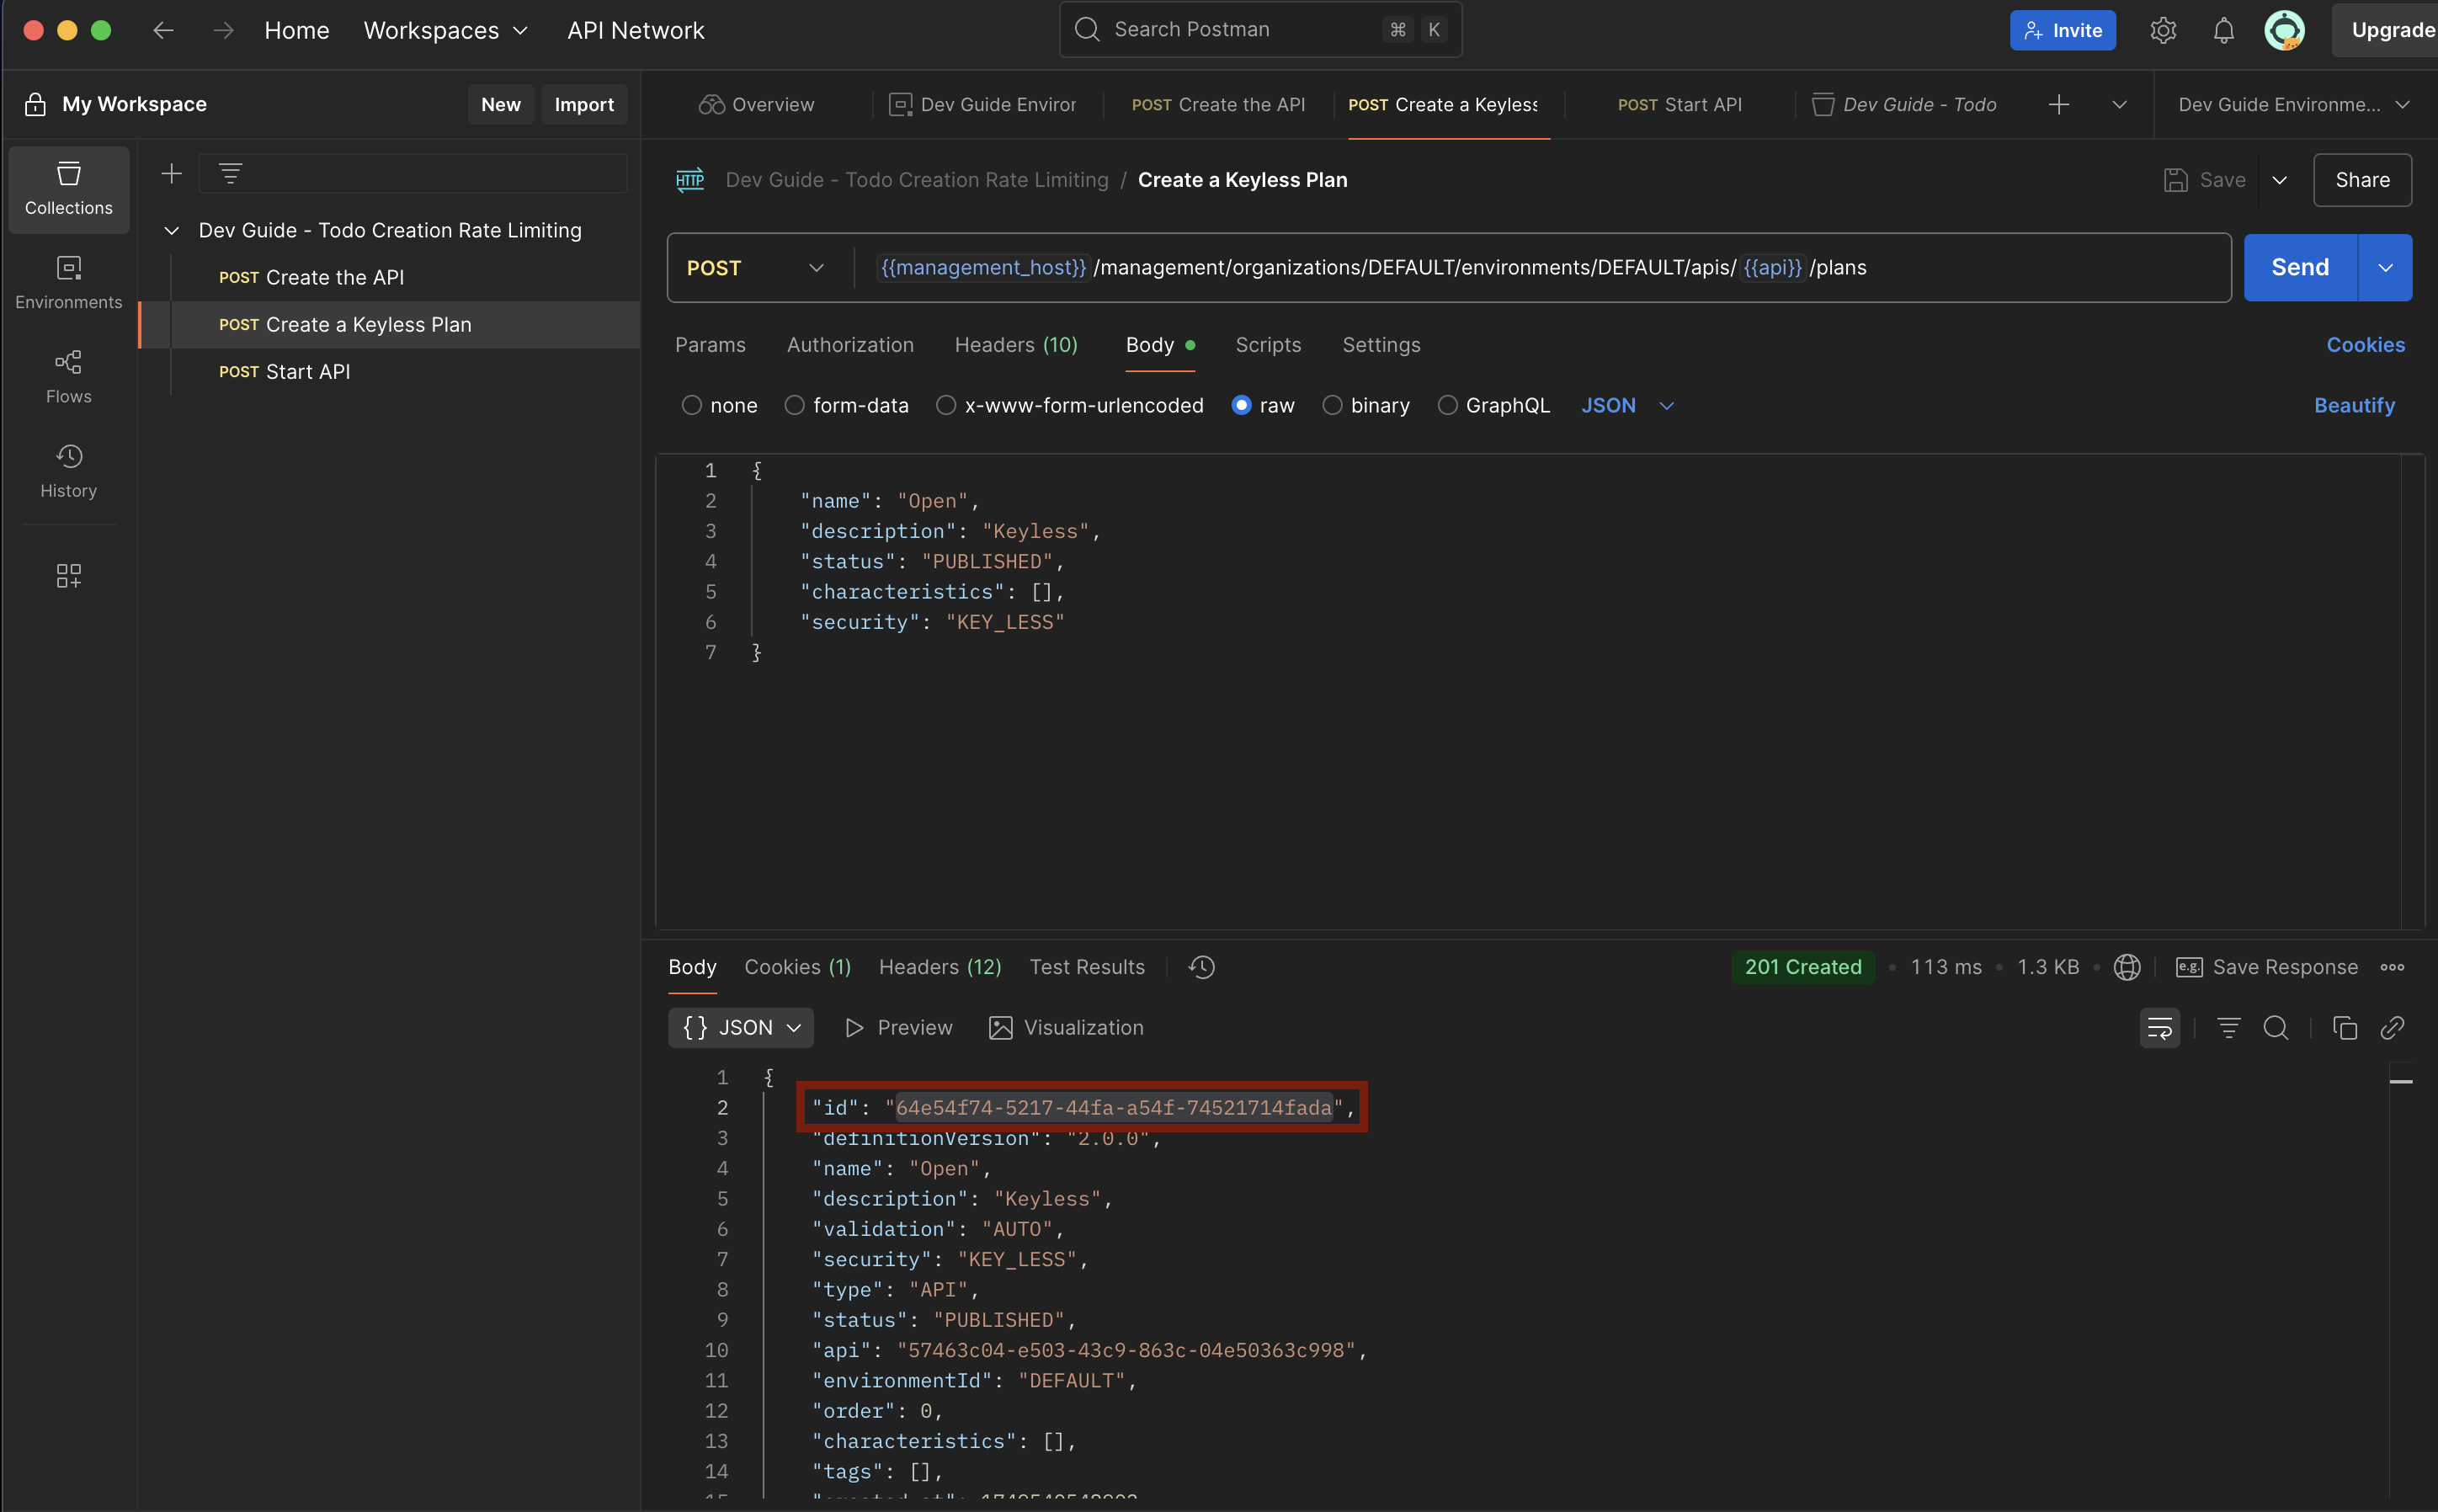 Home Workspaces API Network
Search Postman ⌘ K
Invite Upgrade
My Workspace New Import
Overview Dev Guide Enviror POST Create the API POST Create a Keyless POST Start API Dev Guide - Todo Dev Guide Environme...
Collections
Environments
Flows
History
Dev Guide - Todo Creation Rate Limiting
POST Create the API
POST Create a Keyless Plan
POST Start API
HTTP Dev Guide - Todo Creation Rate Limiting / Create a Keyless Plan Save Share
POST {{management_host}}/management/organizations/DEFAULT/environments/DEFAULT/apis/{{api}}/plans Send
Params Authorization Headers (10) Body Scripts Settings Cookies
none form-data x-www-form-urlencoded raw binary GraphQL JSON Beautify
1 {
2 "name": "Open",
3 "description": "Keyless",
4 "status": "PUBLISHED",
5 "characteristics": [],
6 "security": "KEY_LESS"
7 }
Body Cookies (1) Headers (12) Test Results 201 Created • 113 ms • 1.3 KB • e.g. Save Response
{} JSON Preview Visualization
1 {
2 "id": "64e54f74-5217-44fa-a54f-74521714fada",
3 "definitionVersion": "2.0.0",
4 "name": "Open",
5 "description": "Keyless",
6 "validation": "AUTO",
7 "security": "KEY_LESS",
8 "type": "API",
9 "status": "PUBLISHED",
10 "api": "57463c04-e503-43c9-863c-04e50363c998",
11 "environmentId": "DEFAULT",
12 "order": 0,
13 "characteristics": [],
14 "tags": [],